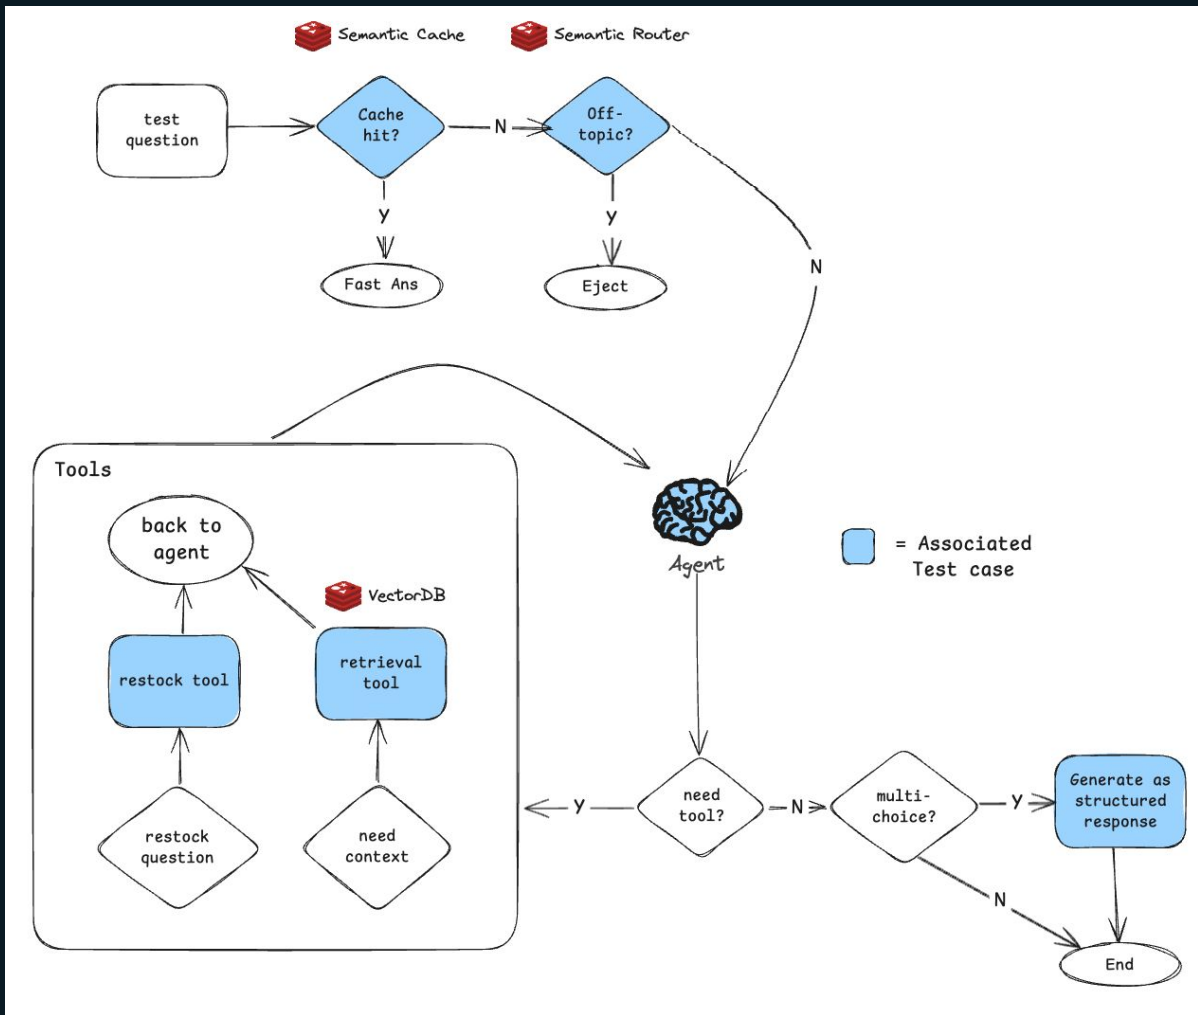 Semantic Cache
Semantic Router
test
question
Cache
hit?
N
Off-
topic?
Y
Y
N
Fast Ans
Eject
Tools
back to
agent
Agent
= Associated
Test case
VectorDB
restock tool
retrieval
tool
need
tool?
Y
N
multi-
choice?
Y
Generate as
structured
response
restock
question
need
context
N
End